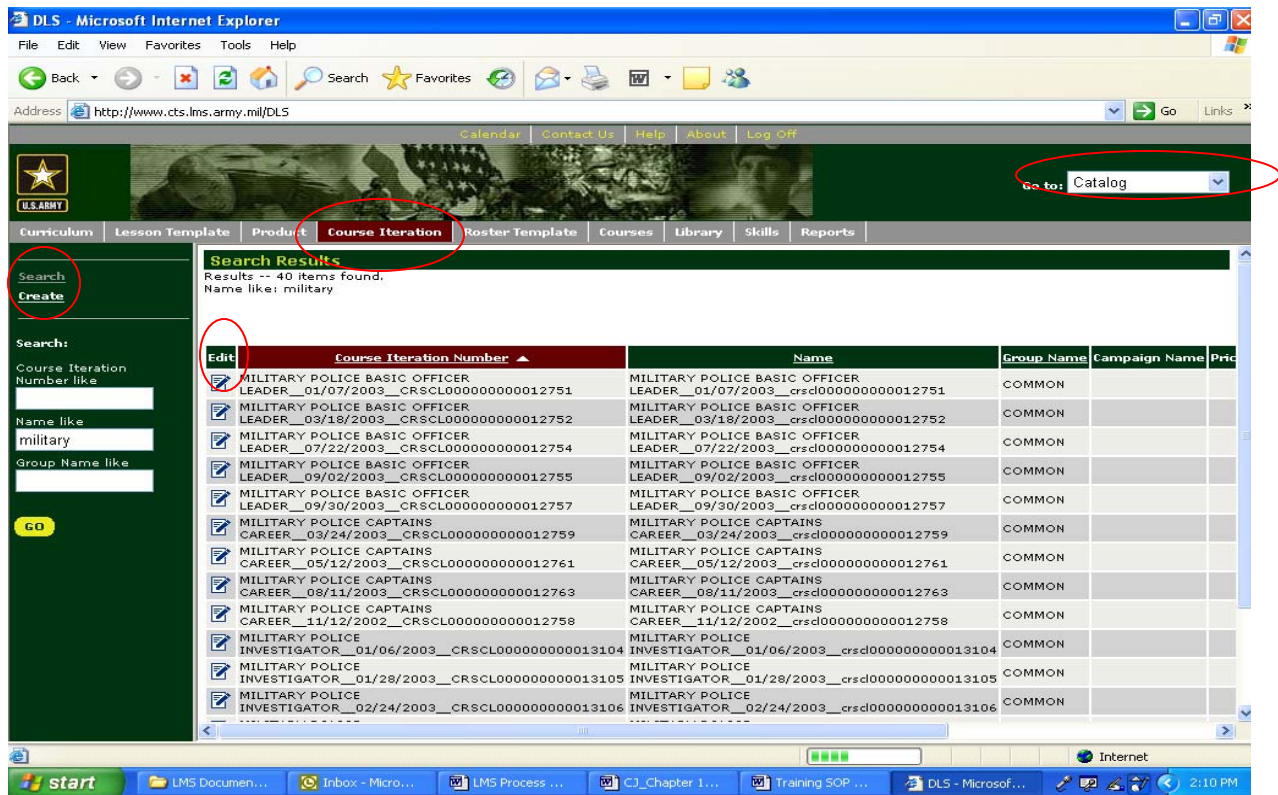 DLS - Microsoft Internet Explorer
File Edit View Favorites Tools Help
Back Search Favorites
Address http://www.cts.lms.army.mil/DLS Go Links »
Calendar Contact Us Help About Log Off
U.S.ARMY
Go to: Catalog
Curriculum Lesson Template Product Course Iteration Roster Template Courses Library Skills Reports
Search
Create
Search:
Course Iteration
Number like
Name like
military
Group Name like
GO
Search Results
Results -- 40 items found.
Name like: military
Edit Course Iteration Number Name Group Name Campaign Name Pric
MILITARY POLICE BASIC OFFICER MILITARY POLICE BASIC OFFICER
LEADER__01/07/2003__CRSCL000000000012751 LEADER__01/07/2003__crscl000000000012751 COMMON
MILITARY POLICE BASIC OFFICER MILITARY POLICE BASIC OFFICER
LEADER__03/18/2003__CRSCL000000000012752 LEADER__03/18/2003__crscl000000000012752 COMMON
MILITARY POLICE BASIC OFFICER MILITARY POLICE BASIC OFFICER
LEADER__07/22/2003__CRSCL000000000012754 LEADER__07/22/2003__crscl000000000012754 COMMON
MILITARY POLICE BASIC OFFICER MILITARY POLICE BASIC OFFICER
LEADER__09/02/2003__CRSCL000000000012755 LEADER__09/02/2003__crscl000000000012755 COMMON
MILITARY POLICE BASIC OFFICER MILITARY POLICE BASIC OFFICER
LEADER__09/30/2003__CRSCL000000000012757 LEADER__09/30/2003__crscl000000000012757 COMMON
MILITARY POLICE CAPTAINS MILITARY POLICE CAPTAINS
CAREER__03/24/2003__CRSCL000000000012759 CAREER__03/24/2003__crscl000000000012759 COMMON
MILITARY POLICE CAPTAINS MILITARY POLICE CAPTAINS
CAREER__05/12/2003__CRSCL000000000012761 CAREER__05/12/2003__crscl000000000012761 COMMON
MILITARY POLICE CAPTAINS MILITARY POLICE CAPTAINS
CAREER__08/11/2003__CRSCL000000000012763 CAREER__08/11/2003__crscl000000000012763 COMMON
MILITARY POLICE CAPTAINS MILITARY POLICE CAPTAINS
CAREER__11/12/2002__CRSCL000000000012758 CAREER__11/12/2002__crscl000000000012758 COMMON
MILITARY POLICE MILITARY POLICE
INVESTIGATOR__01/06/2003__CRSCL000000000013104 INVESTIGATOR__01/06/2003__crscl000000000013104 COMMON
MILITARY POLICE MILITARY POLICE
INVESTIGATOR__01/28/2003__CRSCL000000000013105 INVESTIGATOR__01/28/2003__crscl000000000013105 COMMON
MILITARY POLICE MILITARY POLICE
INVESTIGATOR__02/24/2003__CRSCL000000000013106 INVESTIGATOR__02/24/2003__crscl000000000013106 COMMON
Internet
start LMS Documen... Inbox - Micro... LMS Process ... CJ_Chapter 1... Training SOP ... DLS - Microsof... 2:10 PM